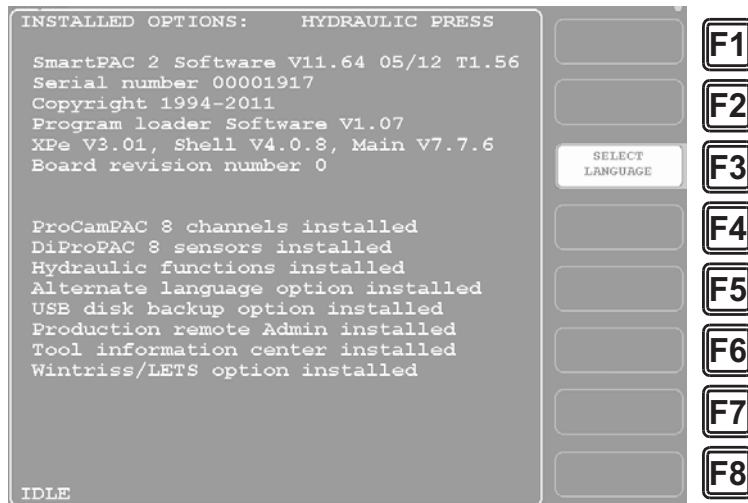 INSTALLED OPTIONS: HYDRAULIC PRESS
SmartPAC 2 Software V11.64 05/12 T1.56
Serial number 00001917
Copyright 1994-2011
Program loader Software V1.07
XPe V3.01, Shell V4.0.8, Main V7.7.6
Board revision number 0
ProCamPAC 8 channels installed
DiProPAC 8 sensors installed
Hydraulic functions installed
Alternate language option installed
USB disk backup option installed
Production remote Admin installed
Tool information center installed
Wintriss/LETS option installed
IDLE
SELECT
LANGUAGE
F1
F2
F3
F4
F5
F6
F7
F8